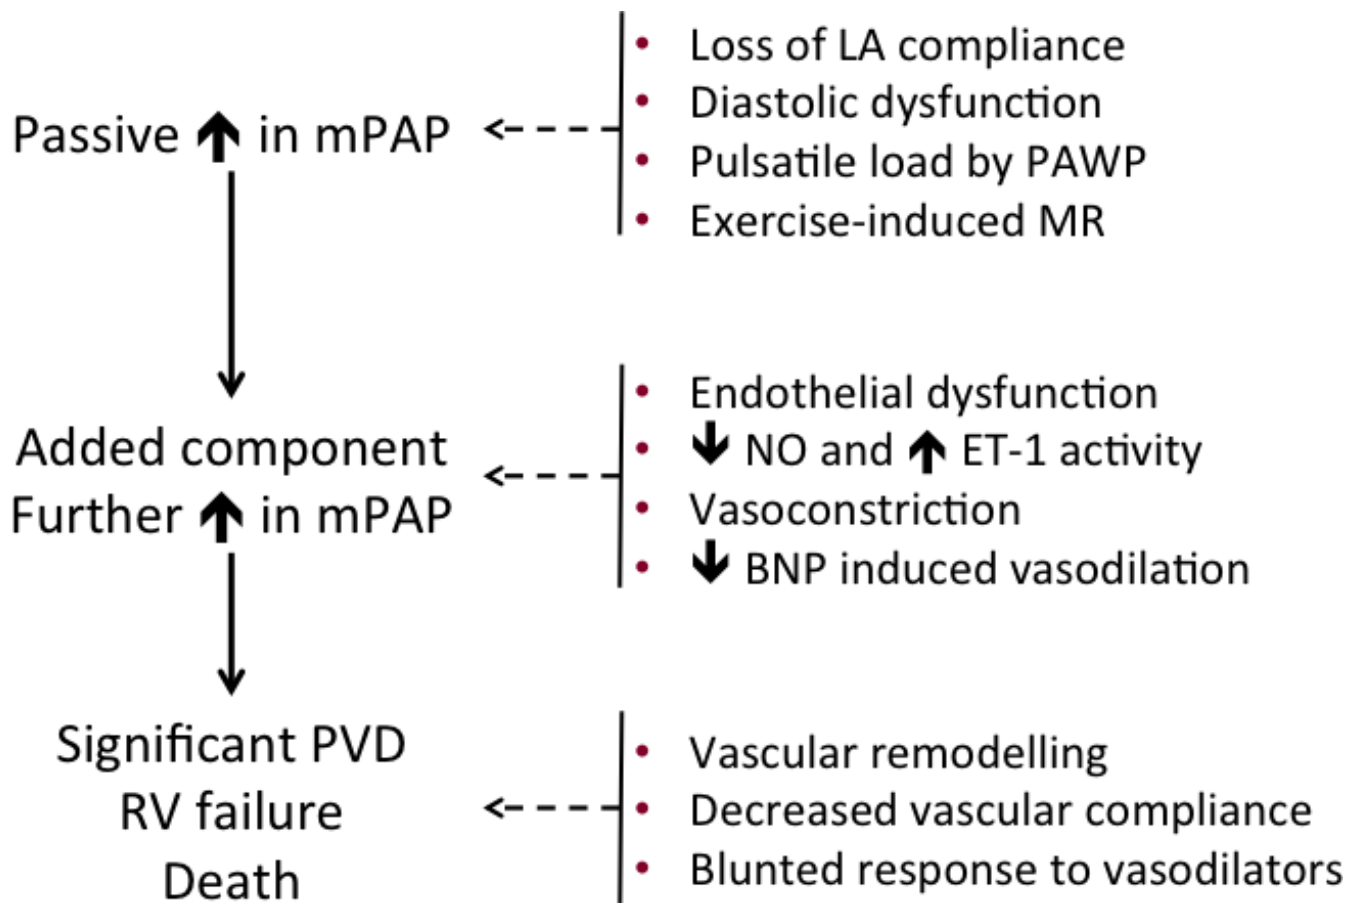 Passive ↑ in mPAP
• Loss of LA compliance
• Diastolic dysfunction
• Pulsatile load by PAWP
• Exercise-induced MR
Added component
Further ↑ in mPAP
• Endothelial dysfunction
• ↓ NO and ↑ ET-1 activity
• Vasoconstriction
• ↓ BNP induced vasodilation
Significant PVD
RV failure
Death
• Vascular remodelling
• Decreased vascular compliance
• Blunted response to vasodilators